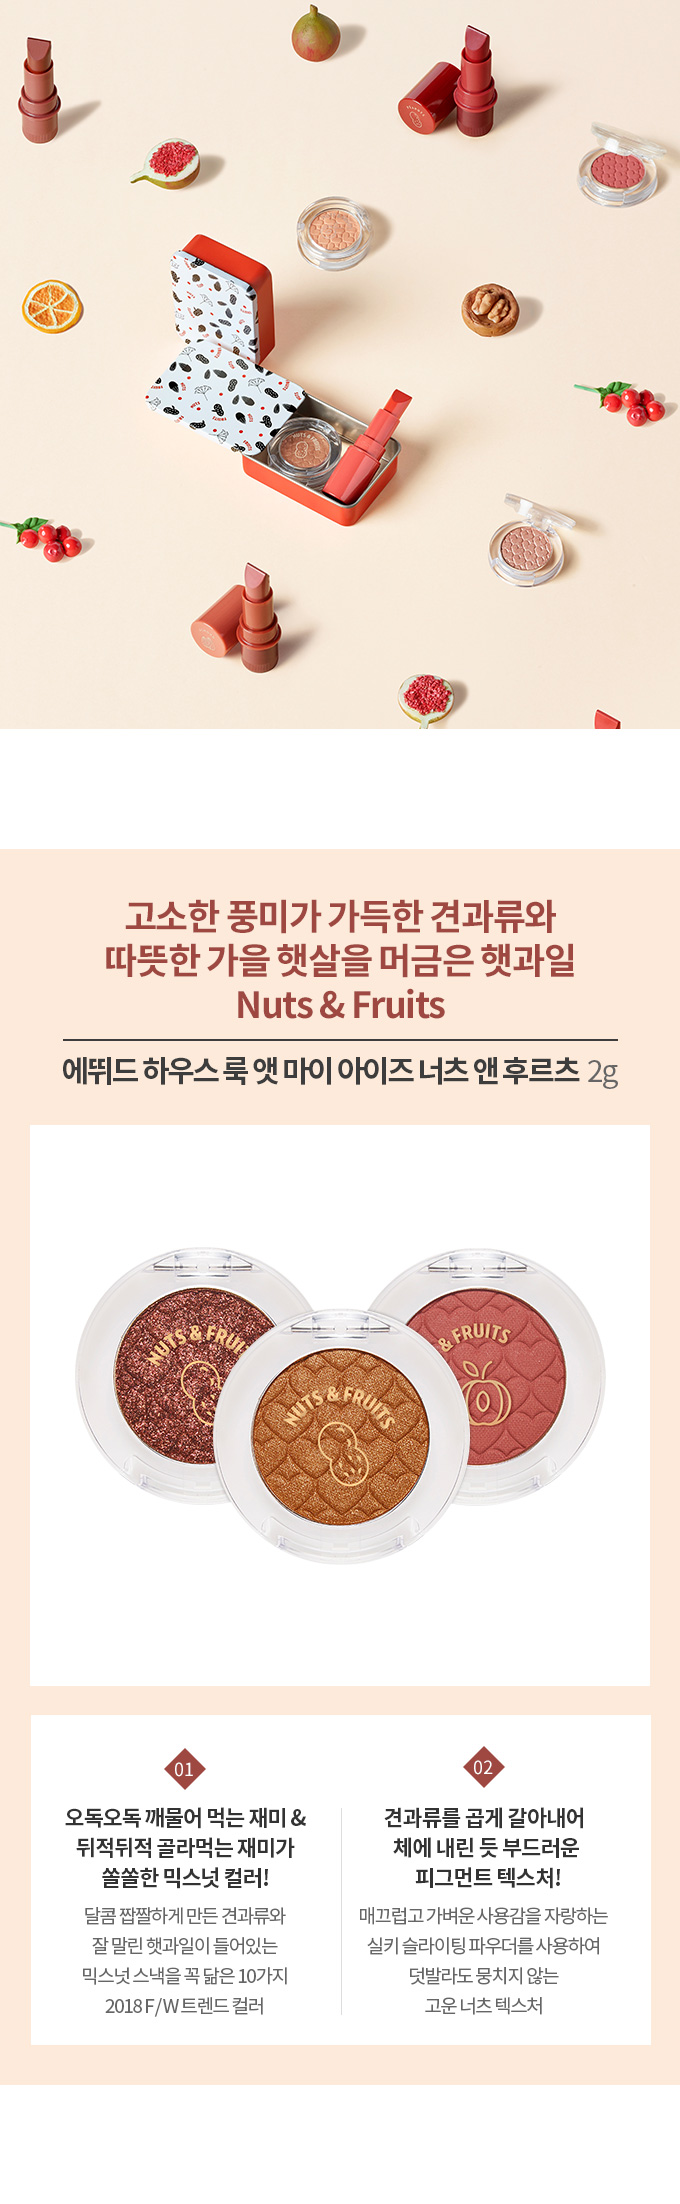 고소한 풍미가 가득한 견과류와
따뜻한 가을 햇살을 머금은 햇과일
Nuts & Fruits
에뛰드 하우스 룩 앳 마이 아이즈 너츠 앤 후르츠 2g
NUTS & FRUI
NUTS & FRUITS
& FRUITS
01
오독오독 깨물어 먹는 재미 &
뒤적뒤적 골라먹는 재미가
쏠쏠한 믹스넛 컬러!
달콤 짭짤하게 만든 견과류와
잘 말린 햇과일이 들어있는
믹스넛 스낵을 꼭 닮은 10가지
2018 F/W 트렌드 컬러
02
견과류를 곱게 갈아내어
체에 내린 듯 부드러운
피그먼트 텍스처!
매끄럽고 가벼운 사용감을 자랑하는
실키 슬라이팅 파우더를 사용하여
덧발라도 뭉치지 않는
고운 너츠 텍스처